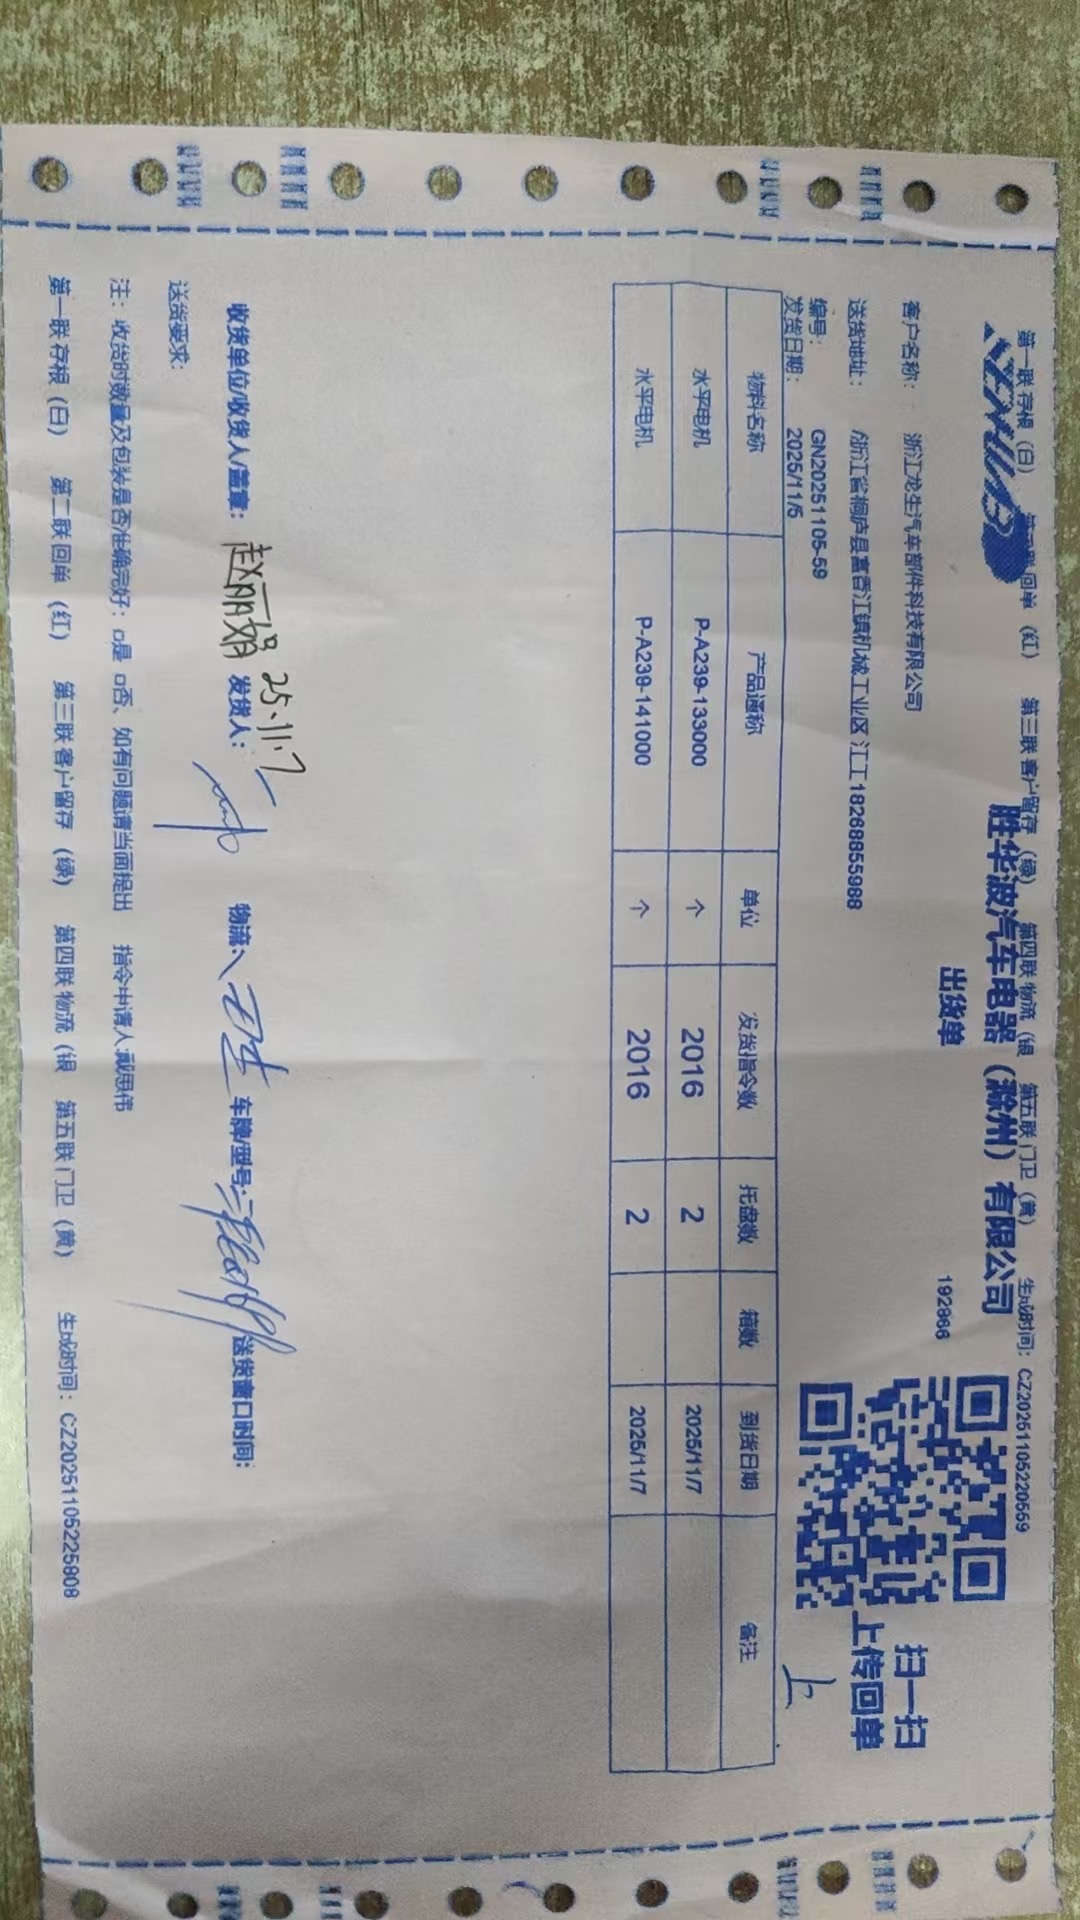 第一联 存根（白） 回单（红） 第三联 客户留存（绿） 第四联 物流（银 第五联 门卫（黄） 生成时间：CZ20251105220559
胜华波汽车电器（滁州）有限公司
出货单 192966
扫一扫
上传回单
客户名称： 浙江龙生汽车部件科技有限公司
送货地址： /浙江省桐庐县富春江镇机械工业区 江工18268855988
编号： GN20251105-59
发货日期： 2025/11/5
上
物料名称 产品通称 单位 发货指令数 托盘数 箱数 到货日期 备注
水平电机 P-A239-133000 个 2016 2 2025/11/7
水平电机 P-A239-141000 个 2016 2 2025/11/7
收货单位/收货人/盖章： 赵丽娟 25.11.7 发货人： 物流： 车牌/型号： 送货窗口时间：
送货要求：
注：收货时数量及包装是否准确完好：□是 □否、如有问题请当面提出 指令申请人:戴思伟
第一联 存根（白） 第二联 回单（红） 第三联 客户留存（绿） 第四联 物流（银 第五联 门卫（黄） 生成时间：CZ20251105225808